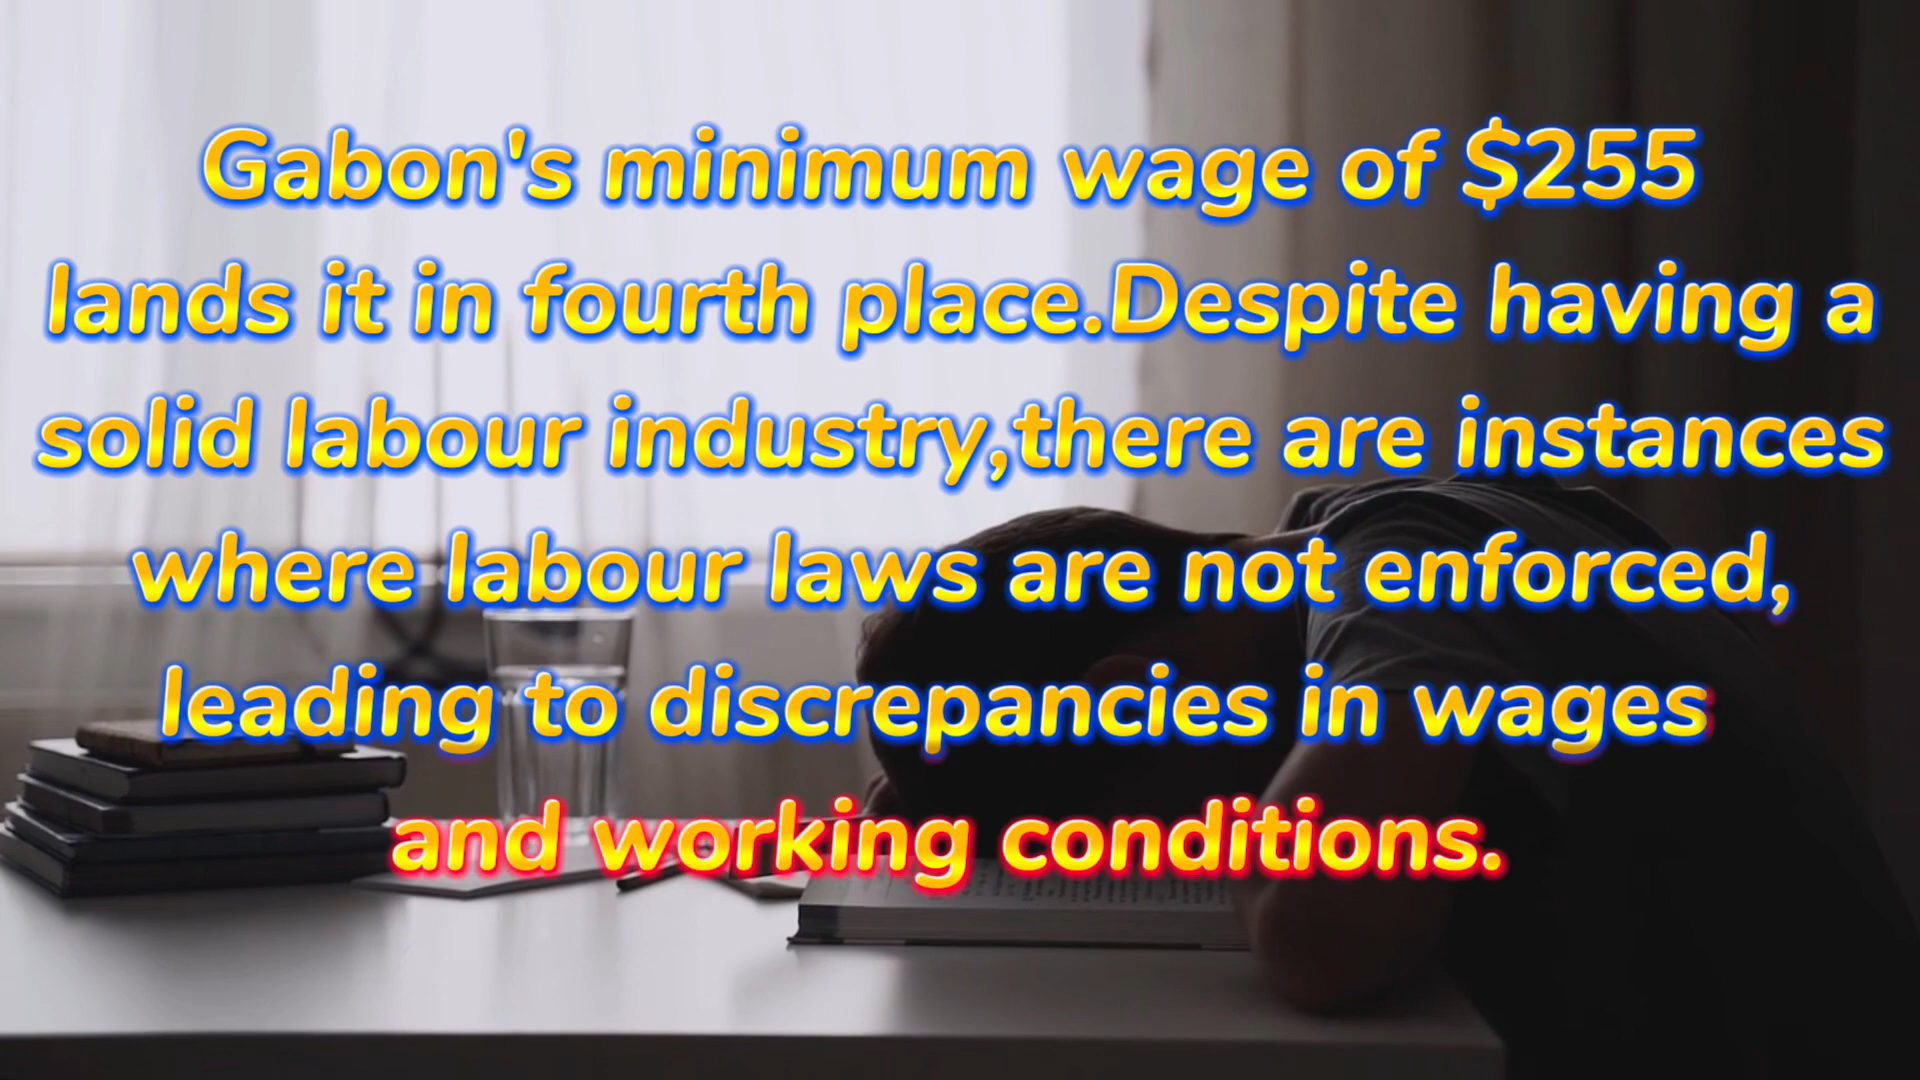 Gabon's minimum wage of $255
lands it in fourth place.Despite having a
solid labour industry,there are instances
where labour laws are not enforced,
leading to discrepancies in wages
and working conditions.